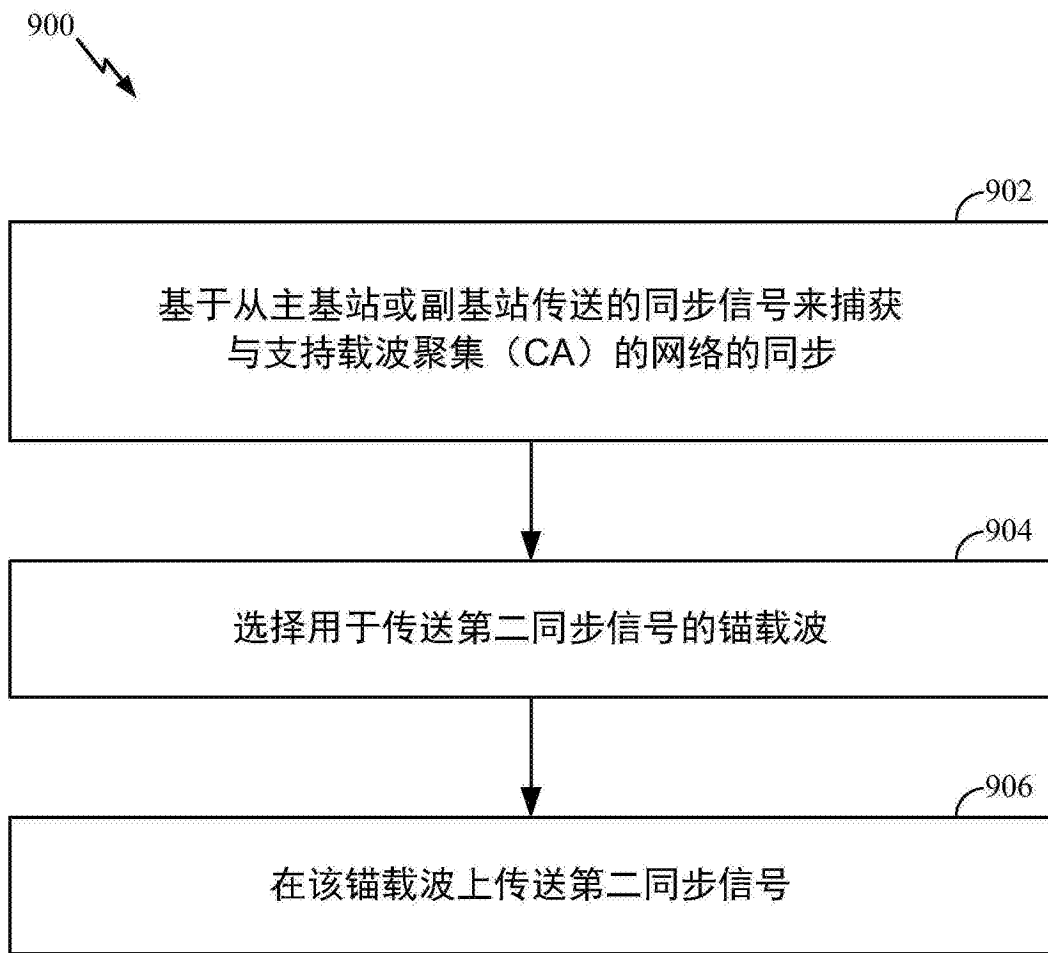 900
902
基于从主基站或副基站传送的同步信号来捕获
与支持载波聚集（CA）的网络的同步
904
选择用于传送第二同步信号的锚载波
906
在该锚载波上传送第二同步信号